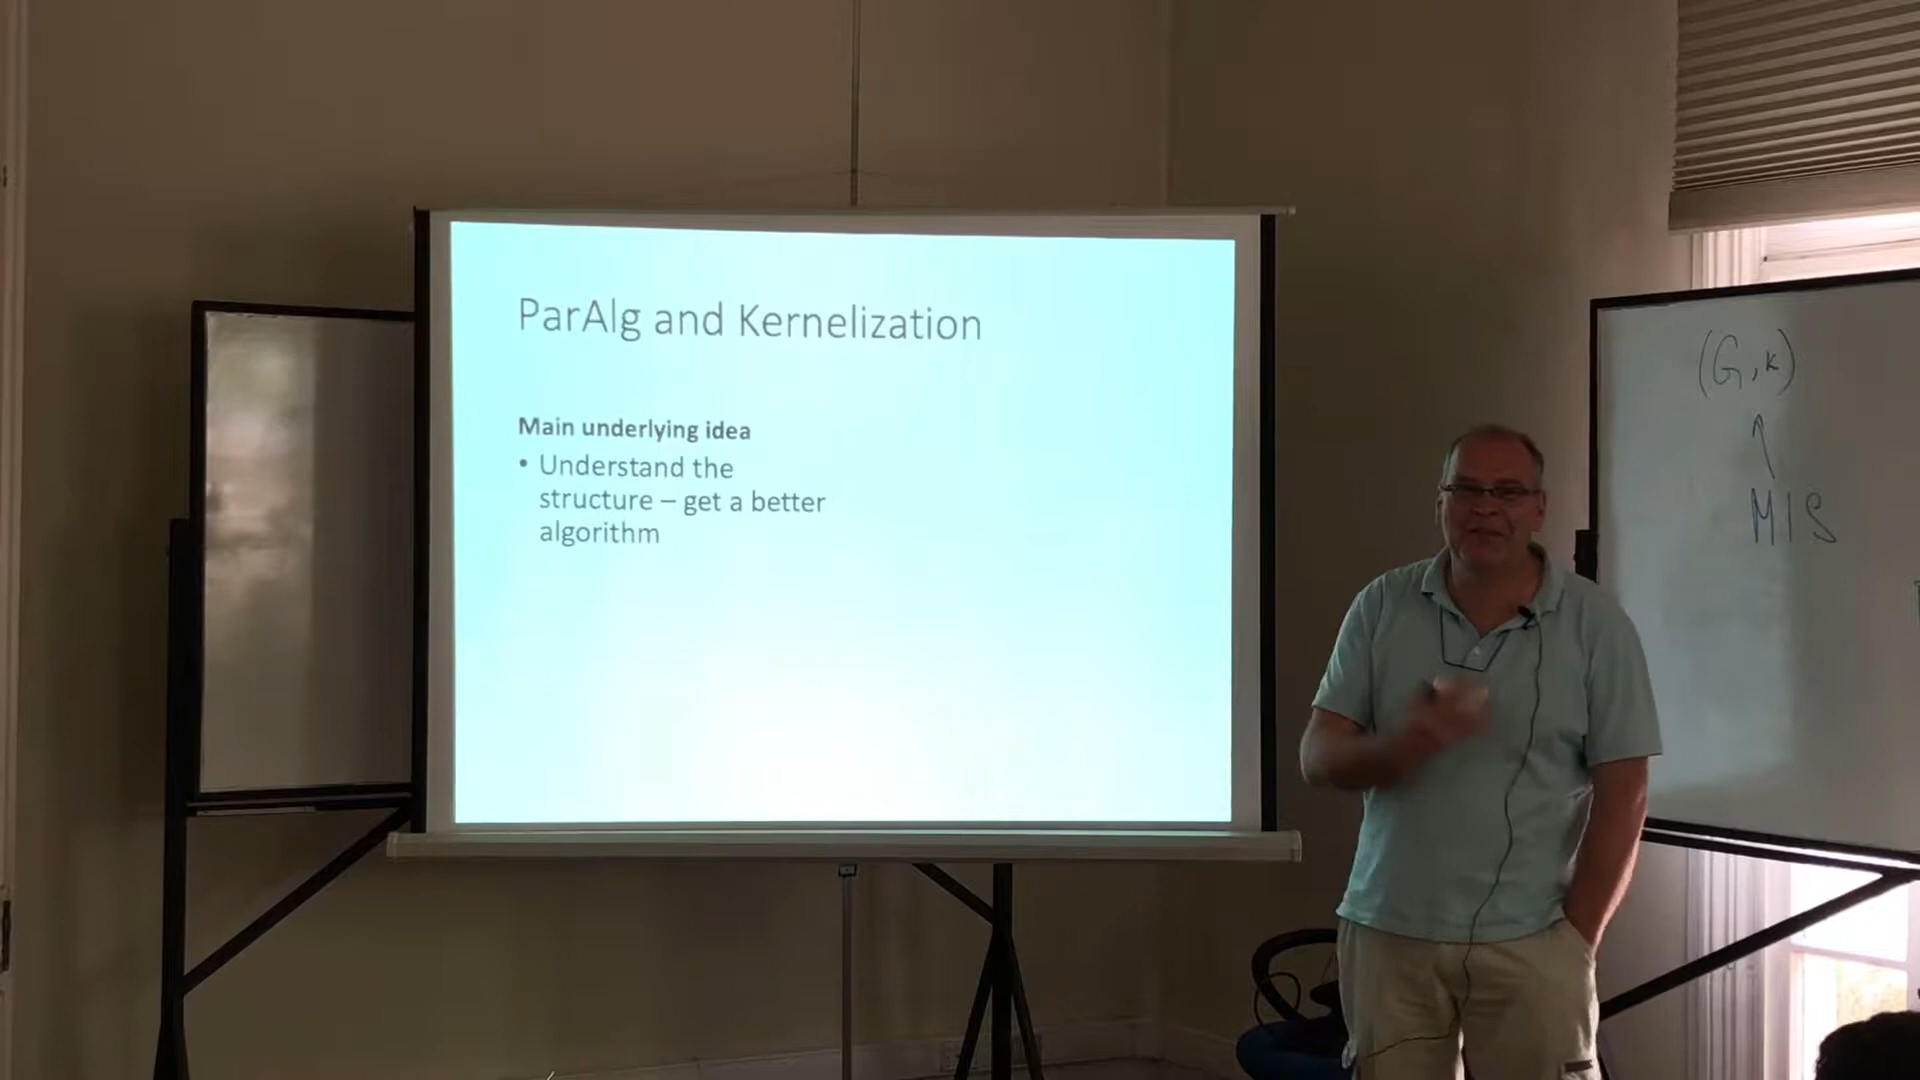 ParAlg and Kernelization
Main underlying idea
• Understand the
structure – get a better
algorithm
(G, k)
↑
MIS